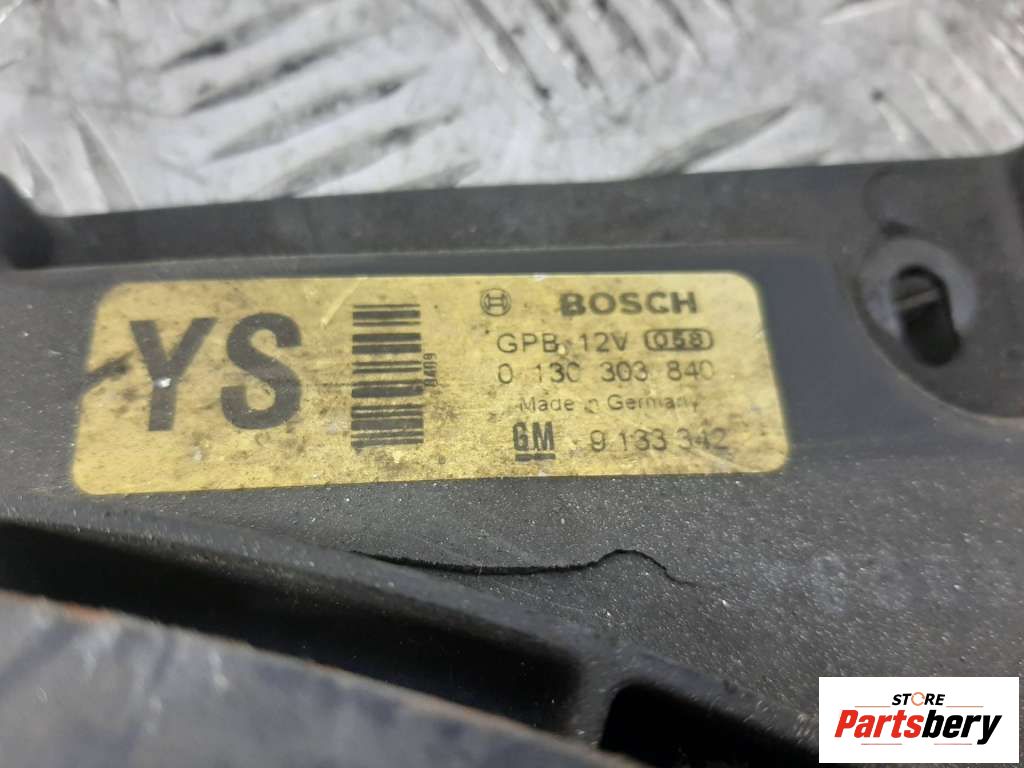 YS
BOSCH
GPB, 12V 058
0 130 303 840
Made in Germany
GM 9 133 342
STORE
Partsbery